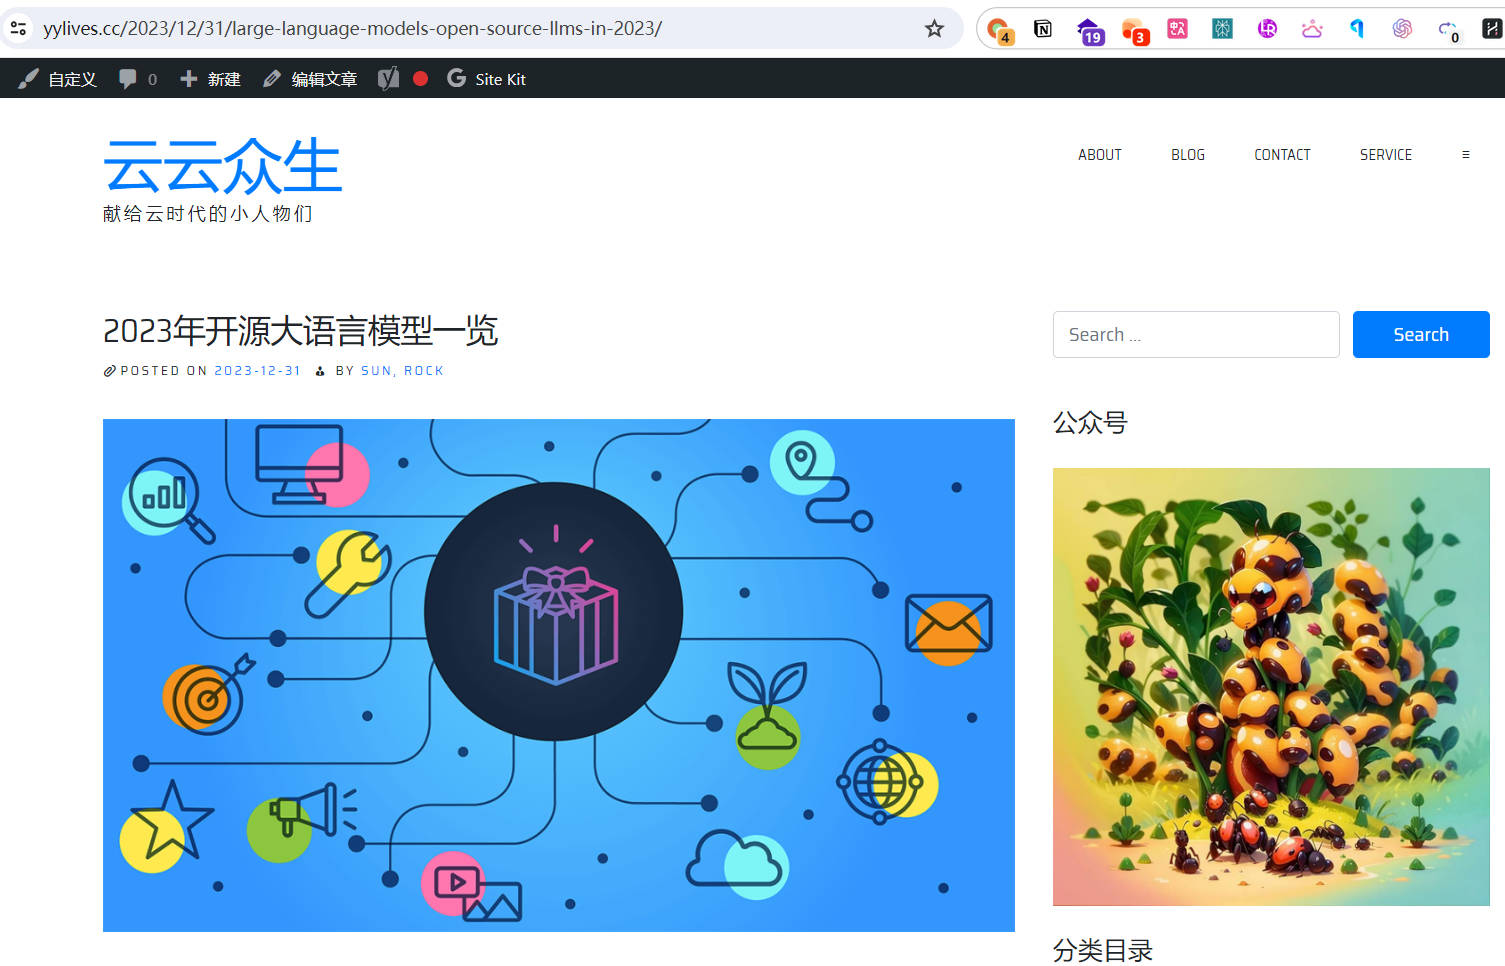 yylives.cc/2023/12/31/large-language-models-open-source-llms-in-2023/
4
19
3
0
自定义 0 新建 编辑文章 Site Kit
云云众生
献给云时代的小人物们
ABOUT BLOG CONTACT SERVICE
2023年开源大语言模型一览
POSTED ON 2023-12-31 BY SUN, ROCK
Search …
Search
公众号
分类目录